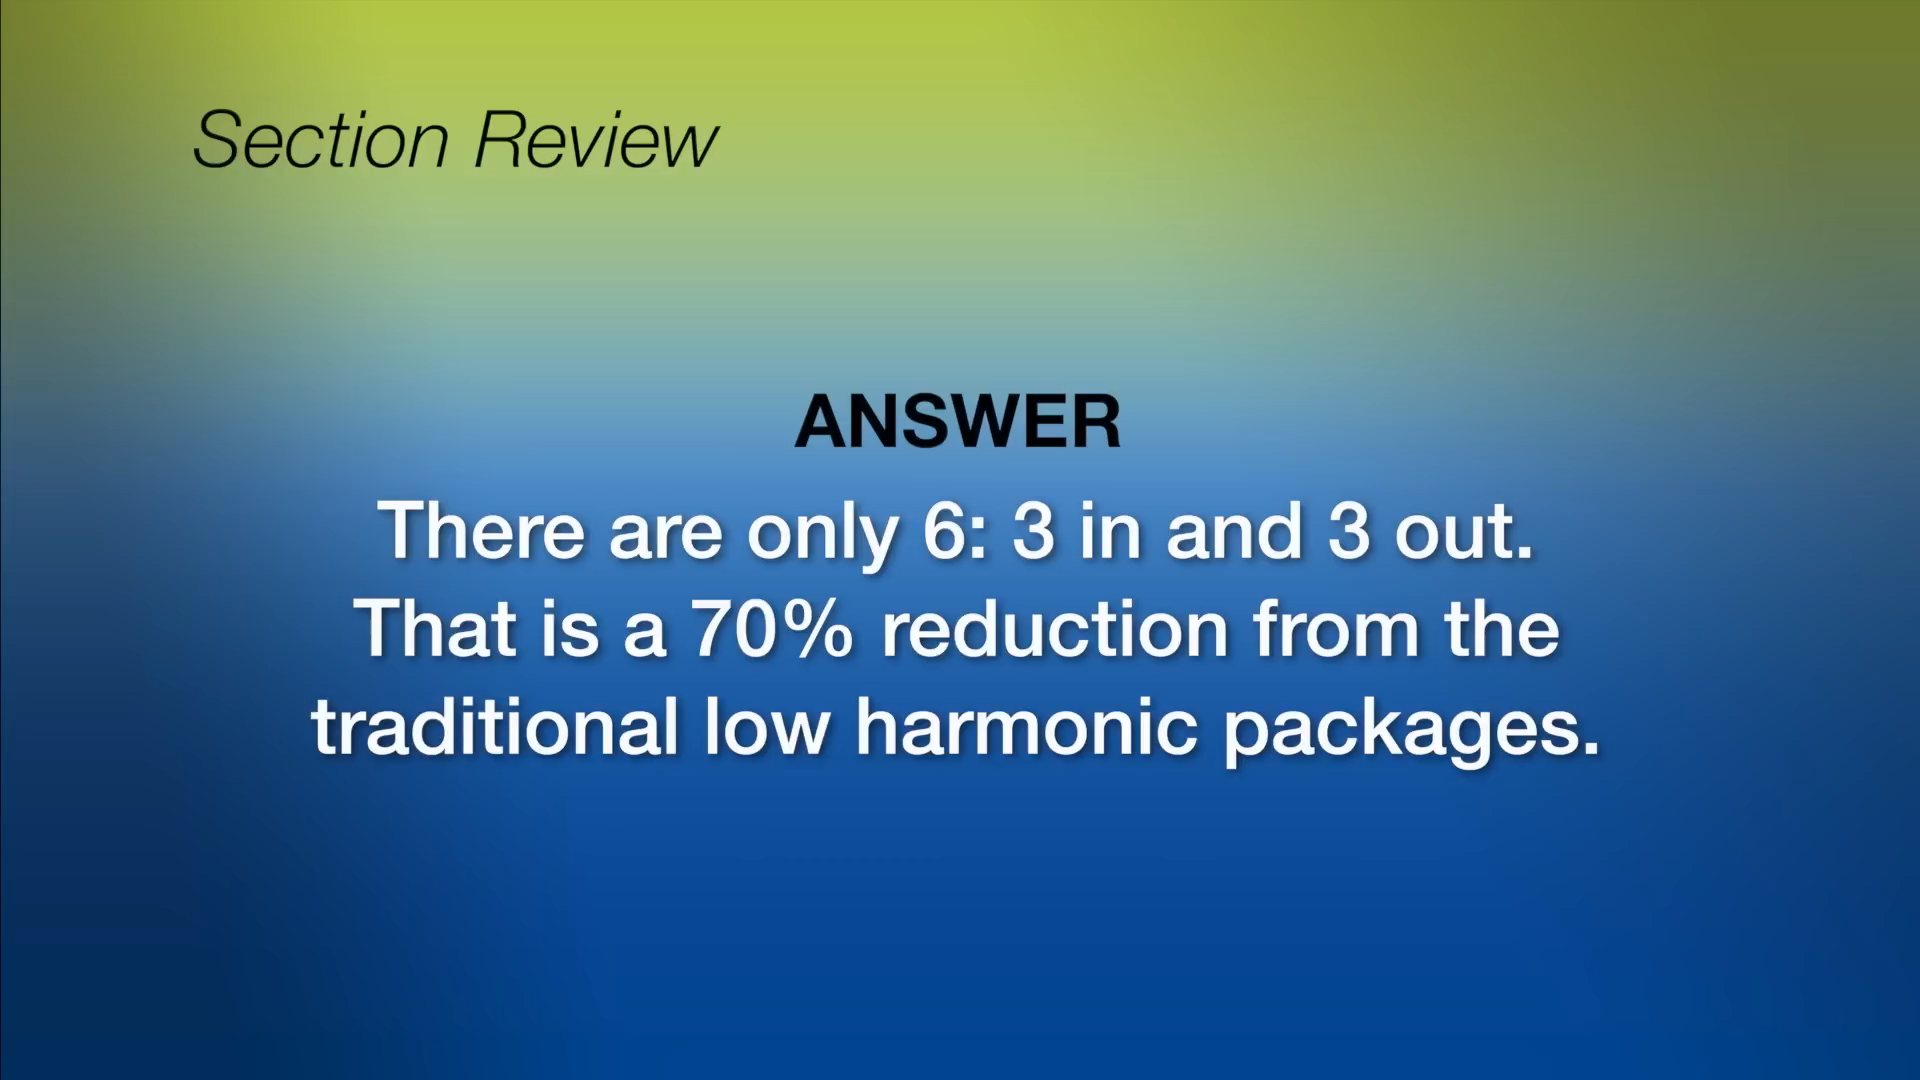 Section Review
ANSWER
There are only 6: 3 in and 3 out.
That is a 70% reduction from the
traditional low harmonic packages.